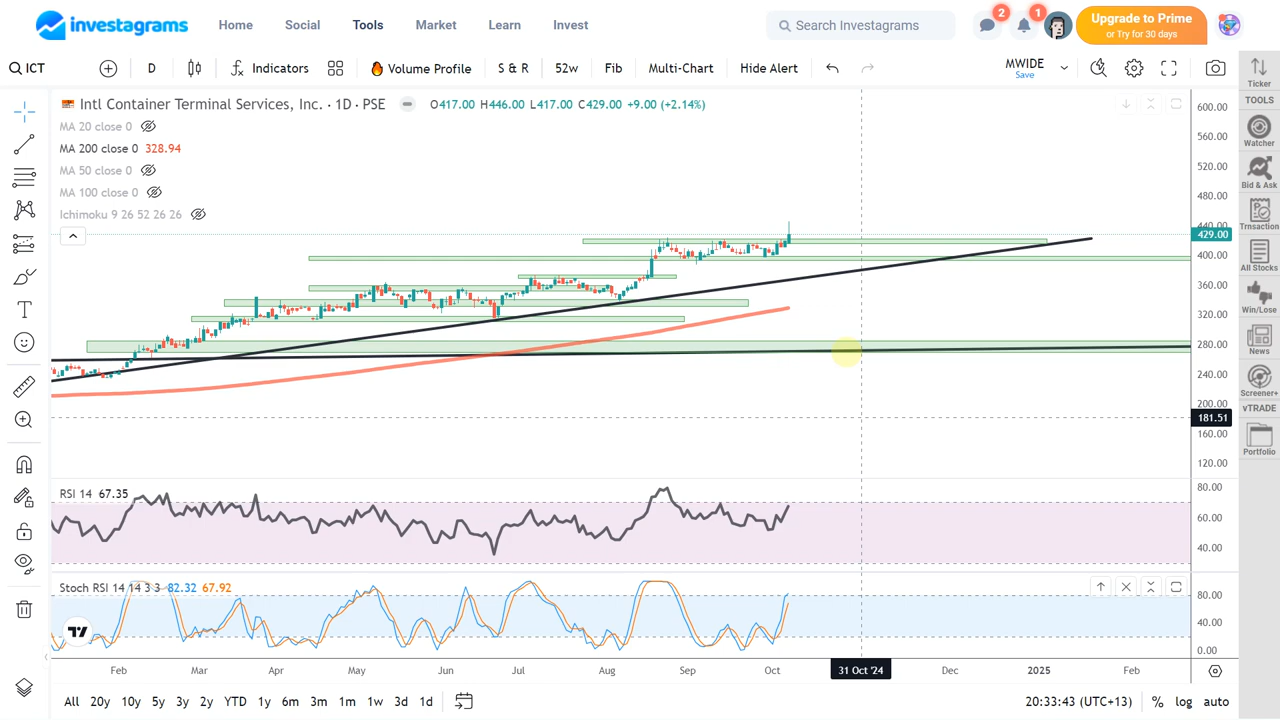 investagrams Home Social Tools Market Learn Invest Search Investagrams 2 1 Upgrade to Prime
or Try for 30 days
ICT D Indicators Volume Profile S & R 52w Fib Multi-Chart Hide Alert MWIDE
Save
Ticker
TOOLS
Watcher
Bid & Ask
Trnsaction
All Stocks
Win/Lose
News
Screener+
vTRADE
Portfolio
Intl Container Terminal Services, Inc. · 1D · PSE O417.00 H446.00 L417.00 C429.00 +9.00 (+2.14%)
MA 20 close 0
MA 200 close 0 328.94
MA 50 close 0
MA 100 close 0
Ichimoku 9 26 52 26 26
600.00
560.00
520.00
480.00
440.00
429.00
400.00
360.00
320.00
280.00
240.00
200.00
181.51
160.00
120.00
RSI 14 67.35
80.00
60.00
40.00
Stoch RSI 14 14 3 3 82.32 67.92
80.00
40.00
0.00
Feb Mar Apr May Jun Jul Aug Sep Oct 31 Oct '24 Dec 2025 Feb
All 20y 10y 5y YTD 3y 2y 1y 6m 3m 1m 1w 3d 1d 20:33:43 (UTC+13) % log auto